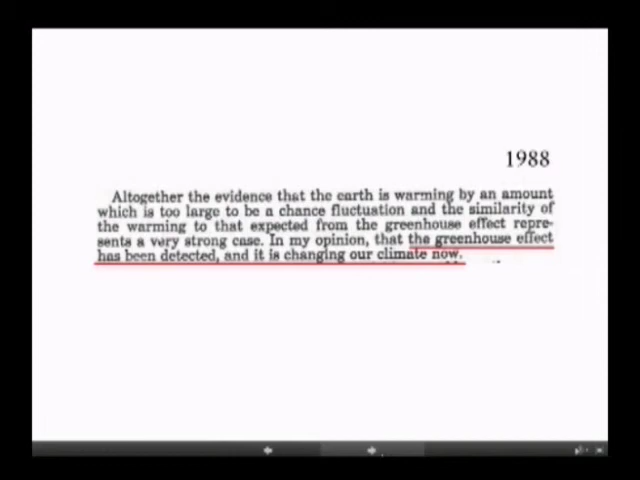 1988
Altogether the evidence that the earth is warming by an amount
which is too large to be a chance fluctuation and the similarity of
the warming to that expected from the greenhouse effect repre-
sents a very strong case. In my opinion, that the greenhouse effect
has been detected, and it is changing our climate now.